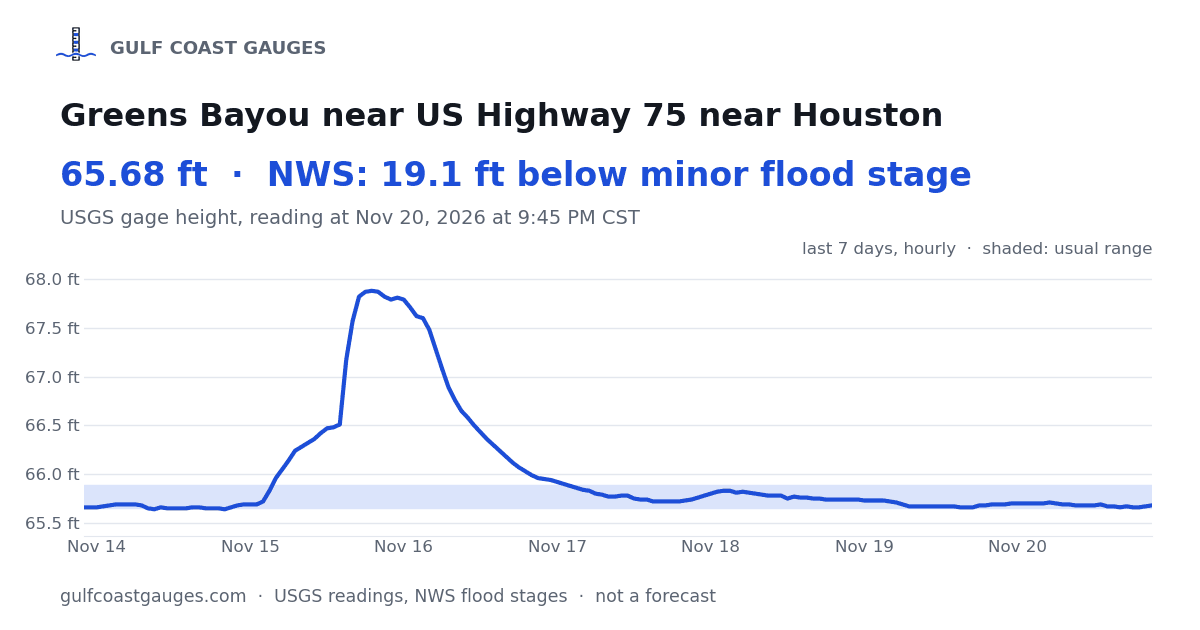 GULF COAST GAUGES
Greens Bayou near US Highway 75 near Houston
65.68 ft · NWS: 19.1 ft below minor flood stage
USGS gage height, reading at Nov 20, 2026 at 9:45 PM CST
last 7 days, hourly · shaded: usual range
68.0 ft
67.5 ft
67.0 ft
66.5 ft
66.0 ft
65.5 ft
Nov 14 Nov 15 Nov 16 Nov 17 Nov 18 Nov 19 Nov 20
gulfcoastgauges.com · USGS readings, NWS flood stages · not a forecast